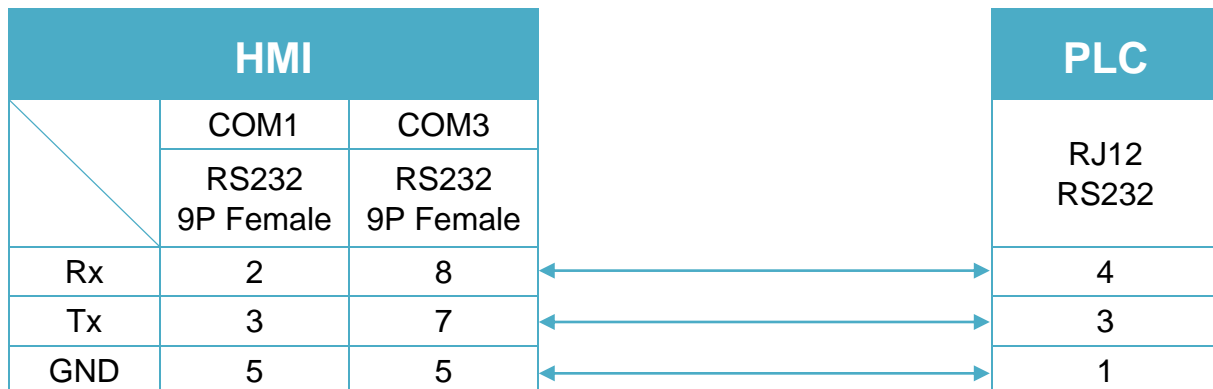 HMI PLC
COM1 COM3
RS232 RS232
9P Female 9P Female
RJ12
RS232
Rx 2 8 4
Tx 3 7 3
GND 5 5 1